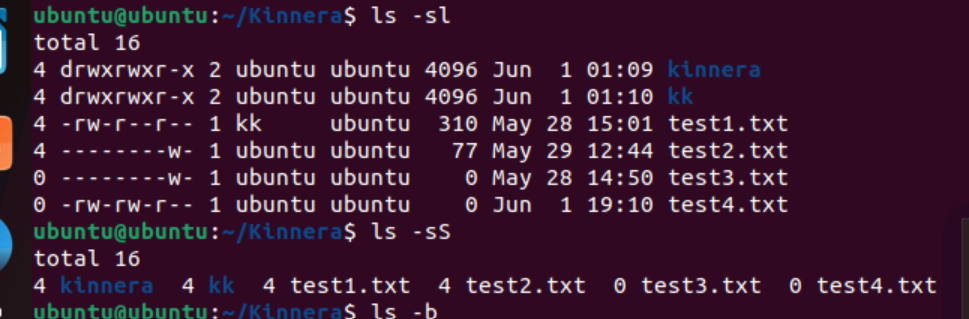 ubuntu@ubuntu:~/Kinnera$ ls -sl
total 16
4 drwxrwxr-x 2 ubuntu ubuntu 4096 Jun  1 01:09 kinnera
4 drwxrwxr-x 2 ubuntu ubuntu 4096 Jun  1 01:10 kk
4 -rw-r--r-- 1 kk     ubuntu  310 May 28 15:01 test1.txt
4 --------w- 1 ubuntu ubuntu   77 May 29 12:44 test2.txt
0 --------w- 1 ubuntu ubuntu    0 May 28 14:50 test3.txt
0 -rw-rw-r-- 1 ubuntu ubuntu    0 Jun  1 19:10 test4.txt
ubuntu@ubuntu:~/Kinnera$ ls -sS
total 16
4 kinnera  4 kk  4 test1.txt  4 test2.txt  0 test3.txt  0 test4.txt
ubuntu@ubuntu:~/Kinnera$ ls -b